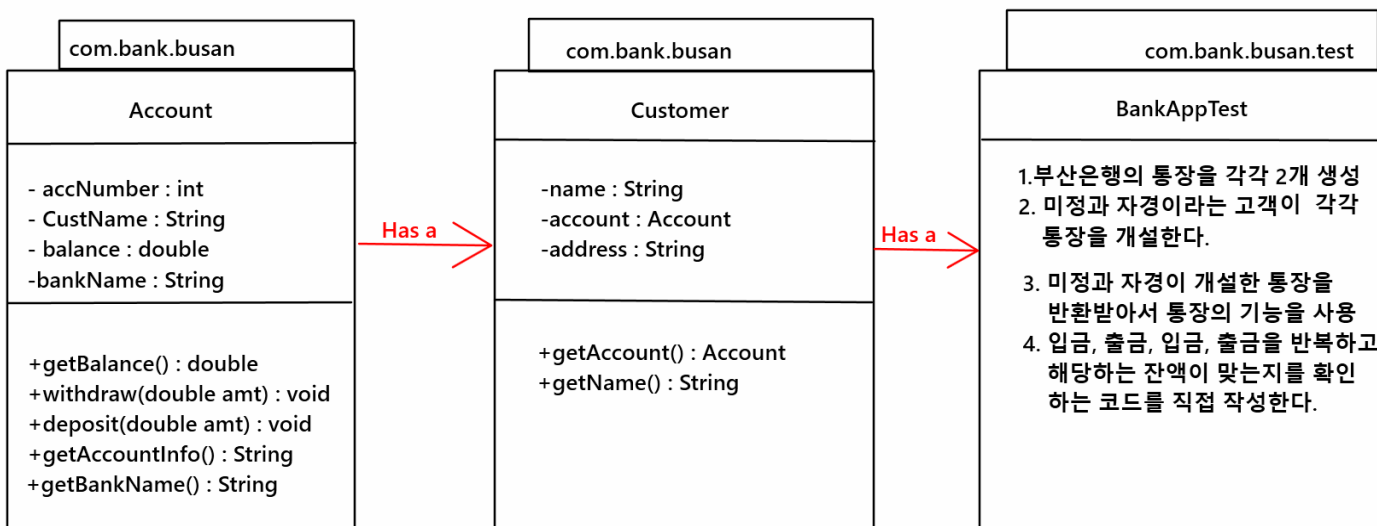 com.bank.busan
Account
- accNumber : int
- CustName : String
- balance : double
-bankName : String
+getBalance() : double
+withdraw(double amt) : void
+deposit(double amt) : void
+getAccountInfo() : String
+getBankName() : String
Has a
com.bank.busan
Customer
-name : String
-account : Account
-address : String
+getAccount() : Account
+getName() : String
Has a
com.bank.busan.test
BankAppTest
1.부산은행의 통장을 각각 2개 생성
2. 미정과 자경이라는 고객이 각각
통장을 개설한다.
3. 미정과 자경이 개설한 통장을
반환받아서 통장의 기능을 사용
4. 입금, 출금, 입금, 출금을 반복하고
해당하는 잔액이 맞는지를 확인
하는 코드를 직접 작성한다.